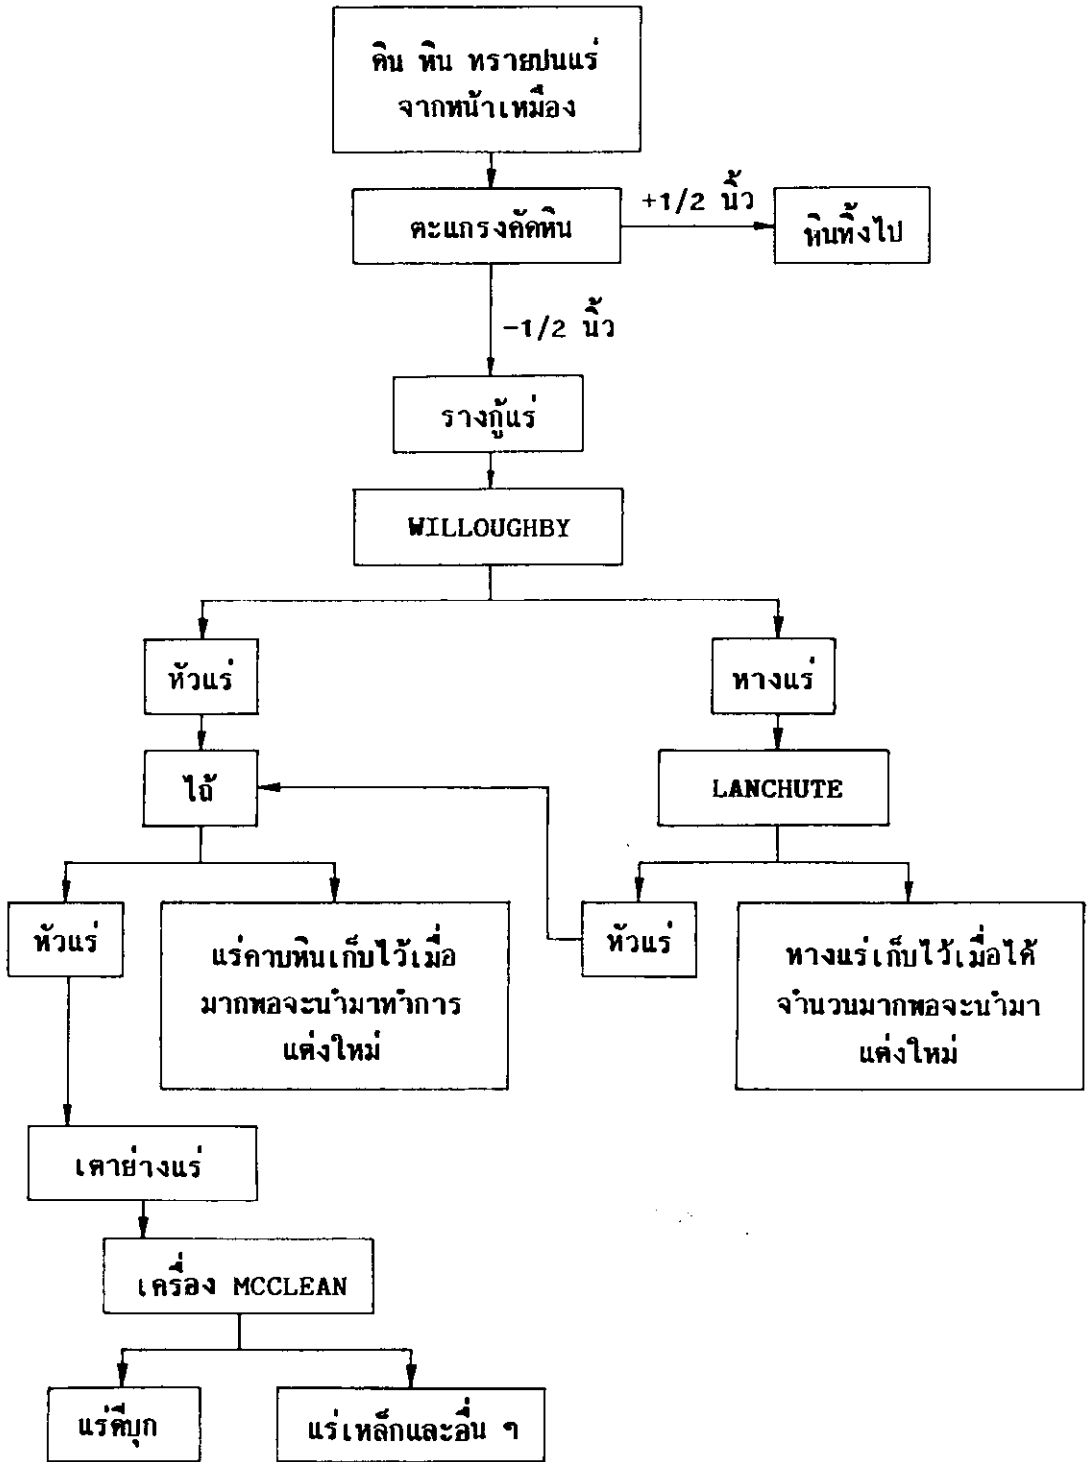 ดิน หิน ทรายปนแร่
จากหน้าเหมือง
ตะแกรงคัดหิน
+1/2 นิ้ว
หินทิ้งไป
-1/2 นิ้ว
รางกู้แร่
WILLOUGHBY
หัวแร่
หางแร่
ไถ้
LANCHUTE
หัวแร่
แร่คาบหินเก็บไว้เมื่อ
มากพอจะนำมาทำการ
แต่งใหม่
หัวแร่
หางแร่เก็บไว้เมื่อได้
จำนวนมากพอจะนำมา
แต่งใหม่
เตาย่างแร่
เครื่อง MCCLEAN
แร่ดีบุก
แร่เหล็กและอื่น ๆ